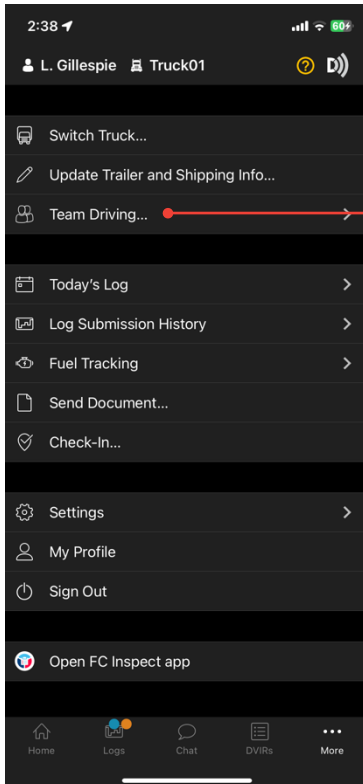 2:38 60
L. Gillespie Truck01 ? D
Switch Truck...
Update Trailer and Shipping Info...
Team Driving...
Today's Log
Log Submission History
Fuel Tracking
Send Document...
Check-In...
Settings
My Profile
Sign Out
Open FC Inspect app
Home Logs Chat DVIRs More